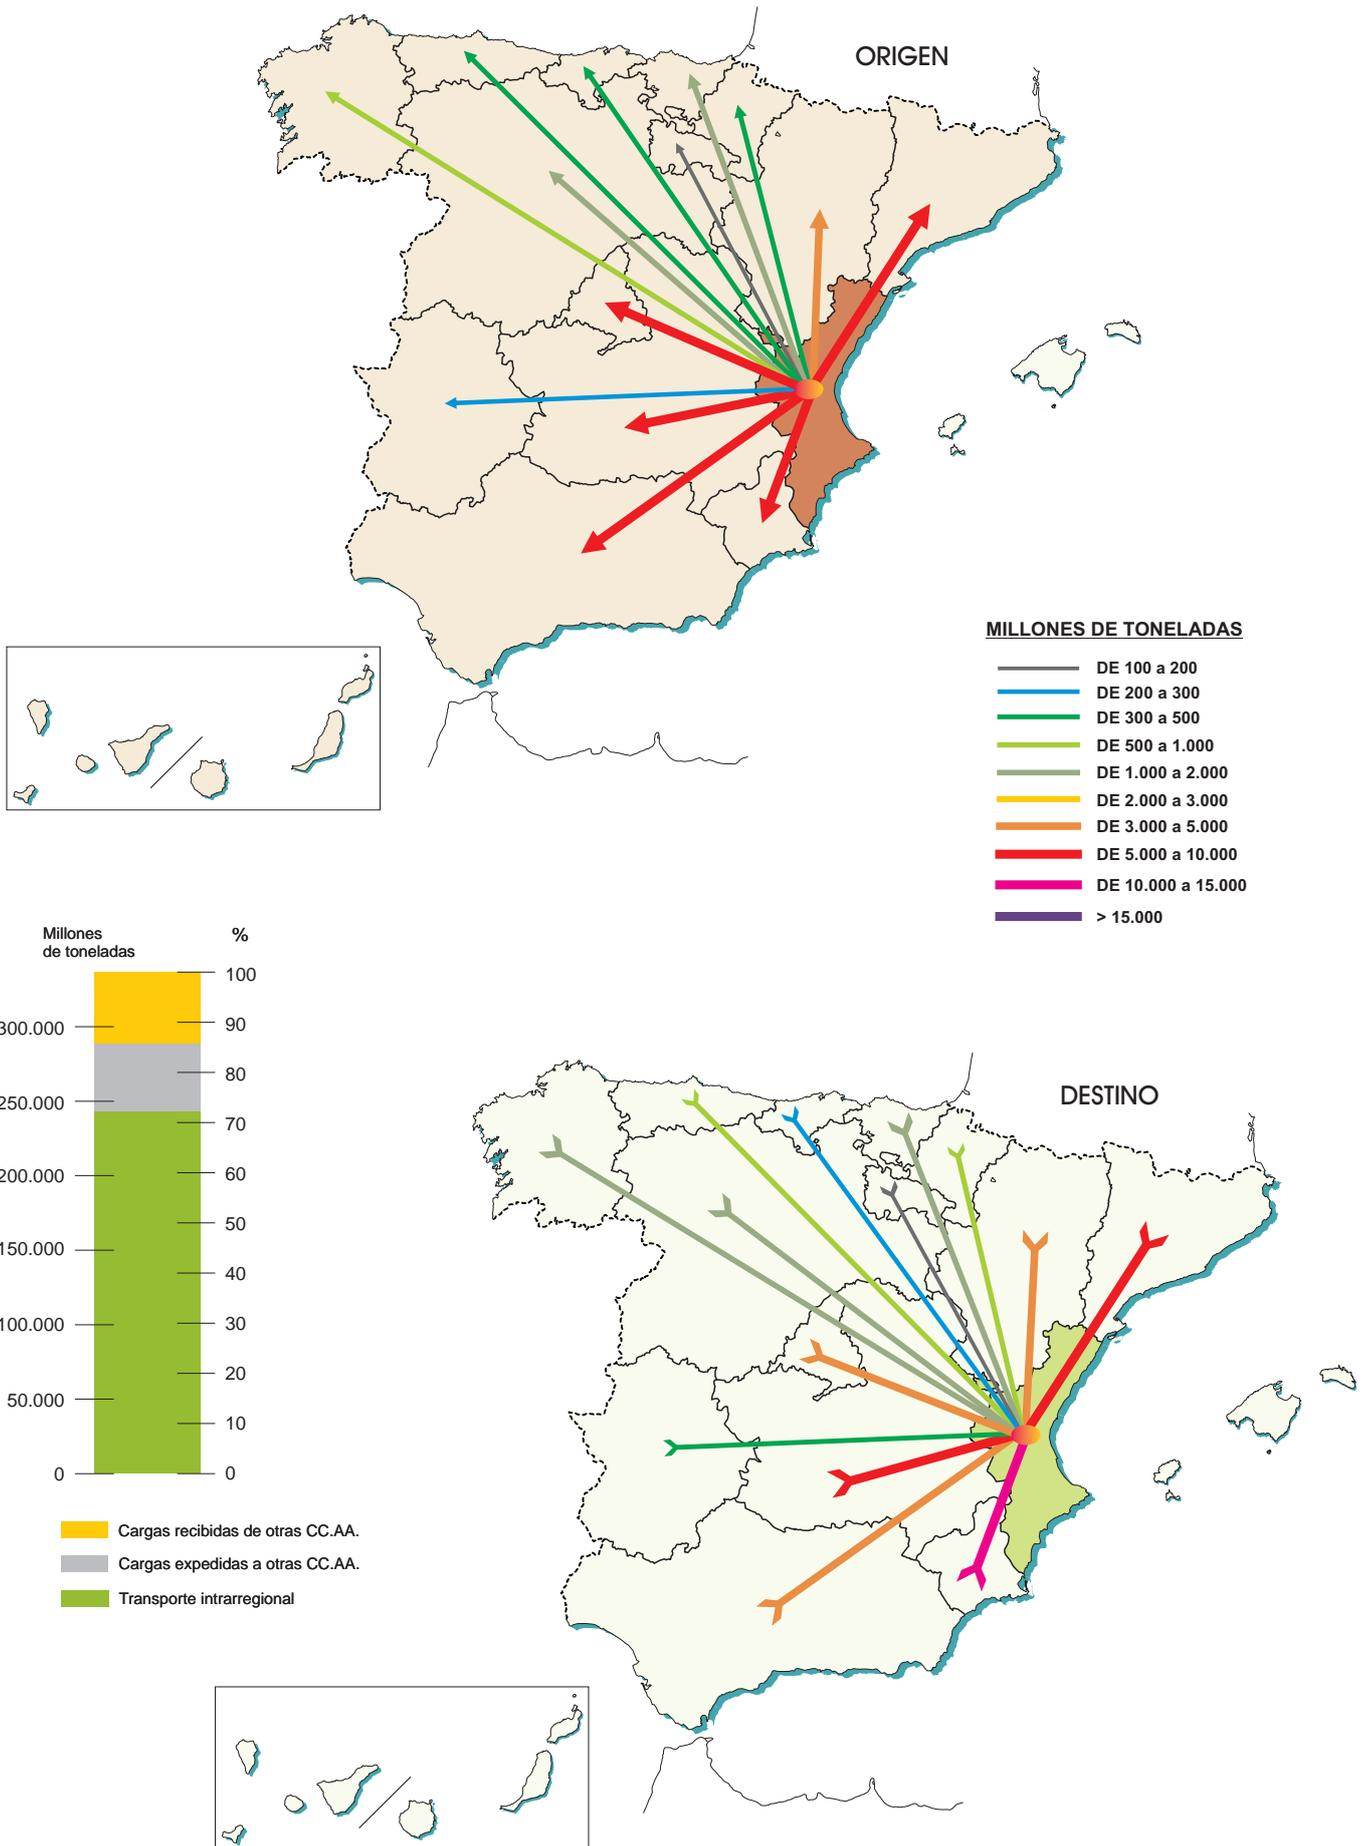 ORIGEN
MILLONES DE TONELADAS
DE 100 a 200
DE 200 a 300
DE 300 a 500
DE 500 a 1.000
DE 1.000 a 2.000
DE 2.000 a 3.000
DE 3.000 a 5.000
DE 5.000 a 10.000
DE 10.000 a 15.000
> 15.000
Millones
de toneladas
%
100
300.000
90
80
250.000
70
200.000
60
50
150.000
40
100.000
30
20
50.000
10
0
0
Cargas recibidas de otras CC.AA.
Cargas expedidas a otras CC.AA.
Transporte intrarregional
DESTINO